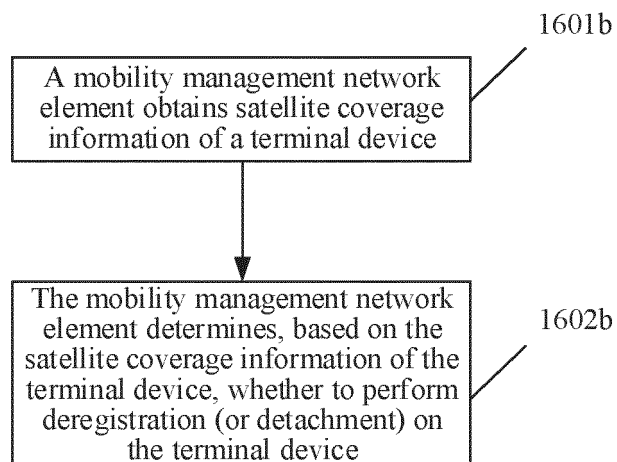 1601b
A mobility management network
element obtains satellite coverage
information of a terminal device
The mobility management network
element determines, based on the
satellite coverage information of the
terminal device, whether to perform
deregistration (or detachment) on
the terminal device
1602b